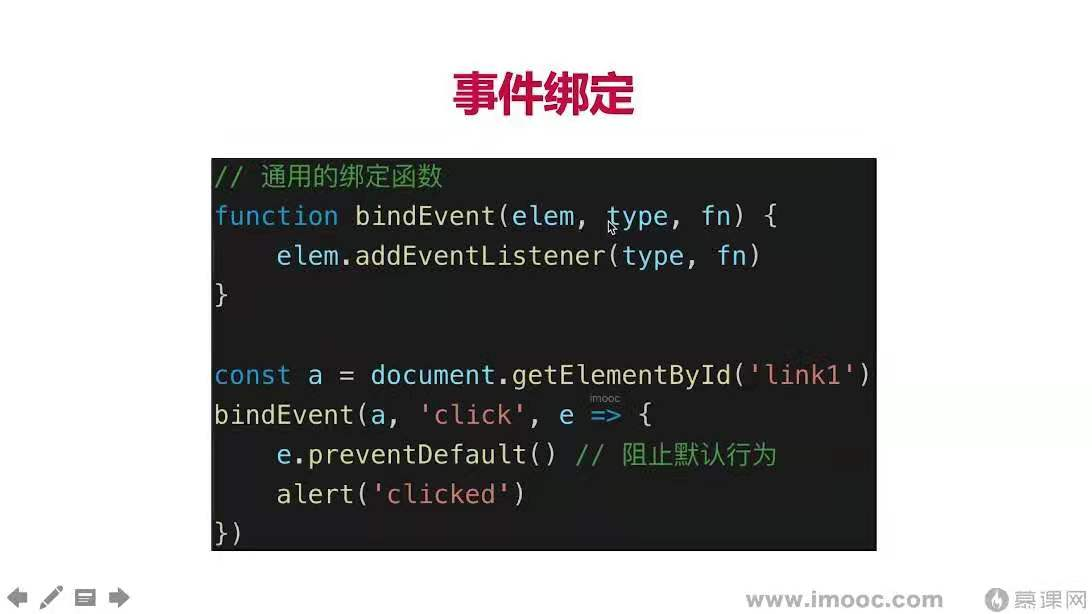 事件绑定
// 通用的绑定函数
function bindEvent(elem, type, fn) {
    elem.addEventListener(type, fn)
}
const a = document.getElementById('link1')
imooc
bindEvent(a, 'click', e => {
    e.preventDefault() // 阻止默认行为
    alert('clicked')
})
www.imooc.com 慕课网